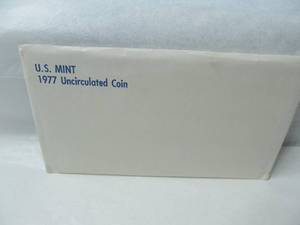 U.S. MINT
1977 Uncirculated Coin